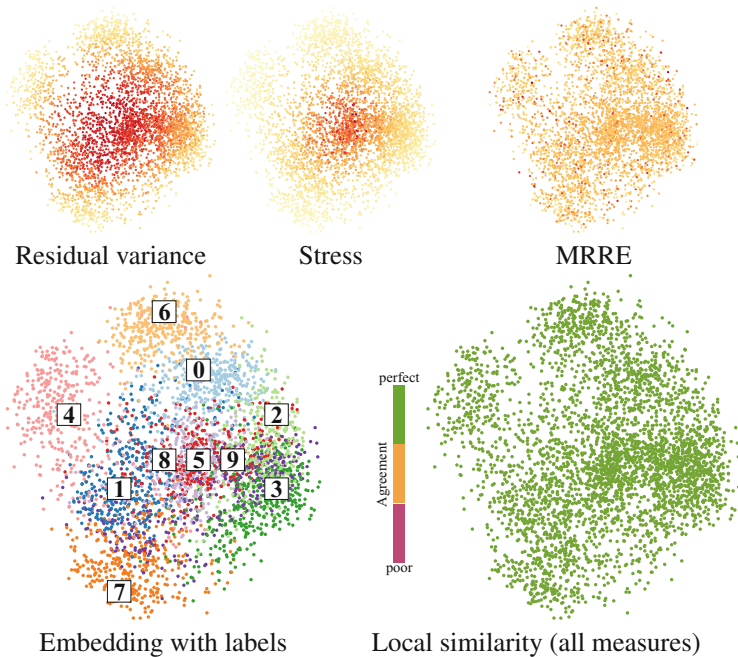 Residual variance
Stress
MRRE
6
0
4
2
8
5
9
1
3
7
perfect
Agreement
poor
Embedding with labels
Local similarity (all measures)